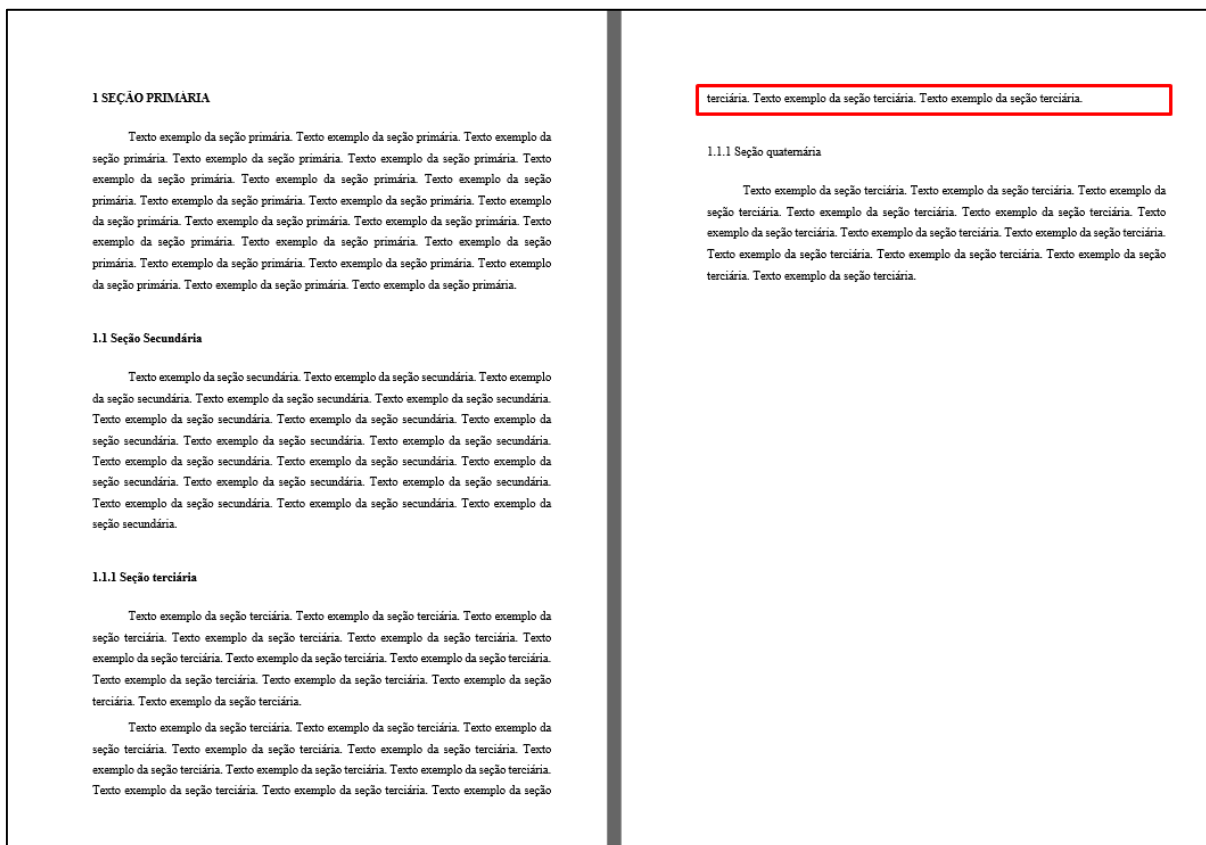 1 SEÇÃO PRIMÁRIA
Texto exemplo da seção primária. Texto exemplo da seção primária. Texto exemplo da
seção primária. Texto exemplo da seção primária. Texto exemplo da seção primária. Texto
exemplo da seção primária. Texto exemplo da seção primária. Texto exemplo da seção
primária. Texto exemplo da seção primária. Texto exemplo da seção primária. Texto exemplo
da seção primária. Texto exemplo da seção primária. Texto exemplo da seção primária. Texto
exemplo da seção primária. Texto exemplo da seção primária. Texto exemplo da seção
primária. Texto exemplo da seção primária. Texto exemplo da seção primária. Texto exemplo
da seção primária. Texto exemplo da seção primária. Texto exemplo da seção primária.
1.1 Seção Secundária
Texto exemplo da seção secundária. Texto exemplo da seção secundária. Texto exemplo
da seção secundária. Texto exemplo da seção secundária. Texto exemplo da seção secundária.
Texto exemplo da seção secundária. Texto exemplo da seção secundária. Texto exemplo da
seção secundária. Texto exemplo da seção secundária. Texto exemplo da seção secundária.
Texto exemplo da seção secundária. Texto exemplo da seção secundária. Texto exemplo da
seção secundária. Texto exemplo da seção secundária. Texto exemplo da seção secundária.
Texto exemplo da seção secundária. Texto exemplo da seção secundária. Texto exemplo da
seção secundária.
1.1.1 Seção terciária
Texto exemplo da seção terciária. Texto exemplo da seção terciária. Texto exemplo da
seção terciária. Texto exemplo da seção terciária. Texto exemplo da seção terciária. Texto
exemplo da seção terciária. Texto exemplo da seção terciária. Texto exemplo da seção terciária.
Texto exemplo da seção terciária. Texto exemplo da seção terciária. Texto exemplo da seção
terciária. Texto exemplo da seção terciária.
Texto exemplo da seção terciária. Texto exemplo da seção terciária. Texto exemplo da
seção terciária. Texto exemplo da seção terciária. Texto exemplo da seção terciária. Texto
exemplo da seção terciária. Texto exemplo da seção terciária. Texto exemplo da seção terciária.
Texto exemplo da seção terciária. Texto exemplo da seção terciária. Texto exemplo da seção
terciária. Texto exemplo da seção terciária. Texto exemplo da seção terciária.
1.1.1 Seção quaternária
Texto exemplo da seção terciária. Texto exemplo da seção terciária. Texto exemplo da
seção terciária. Texto exemplo da seção terciária. Texto exemplo da seção terciária. Texto
exemplo da seção terciária. Texto exemplo da seção terciária. Texto exemplo da seção terciária.
Texto exemplo da seção terciária. Texto exemplo da seção terciária. Texto exemplo da seção
terciária. Texto exemplo da seção terciária.